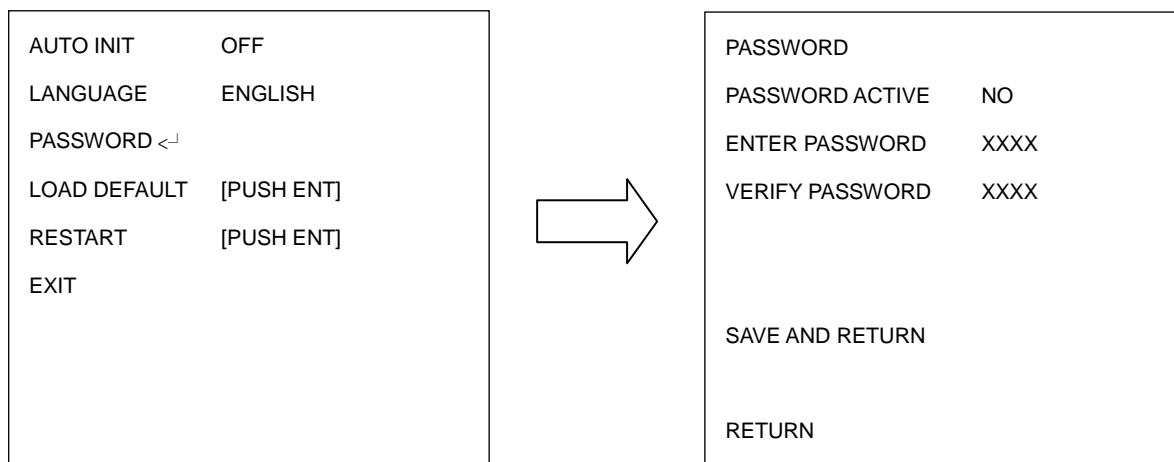 AUTO INIT OFF
LANGUAGE ENGLISH
PASSWORD <┘
LOAD DEFAULT [PUSH ENT]
RESTART [PUSH ENT]
EXIT
PASSWORD
PASSWORD ACTIVE NO
ENTER PASSWORD XXXX
VERIFY PASSWORD XXXX
SAVE AND RETURN
RETURN